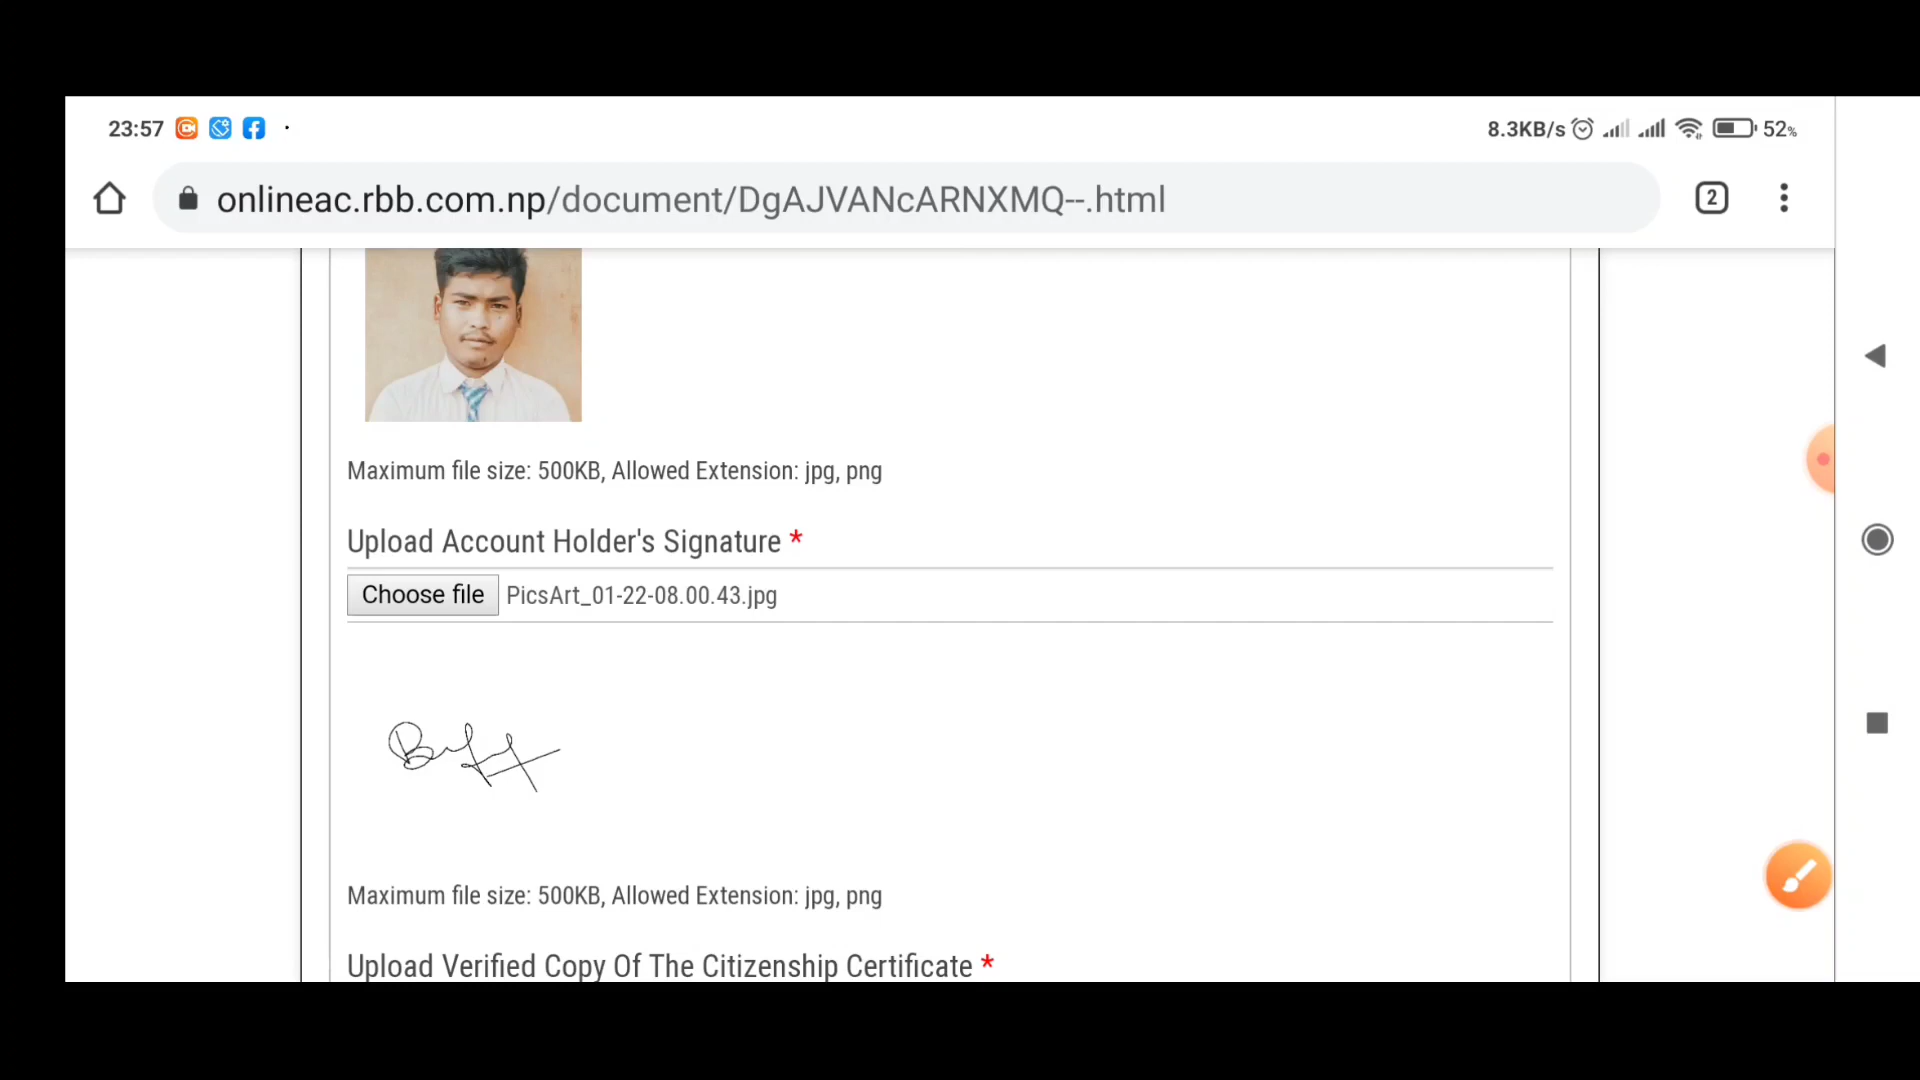 23:57
8.3KB/s 52%
onlineac.rbb.com.np/document/DgAJVANcARNXMQ--.html
2
Maximum file size: 500KB, Allowed Extension: jpg, png
Upload Account Holder's Signature *
Choose file PicsArt_01-22-08.00.43.jpg
Maximum file size: 500KB, Allowed Extension: jpg, png
Upload Verified Copy Of The Citizenship Certificate *